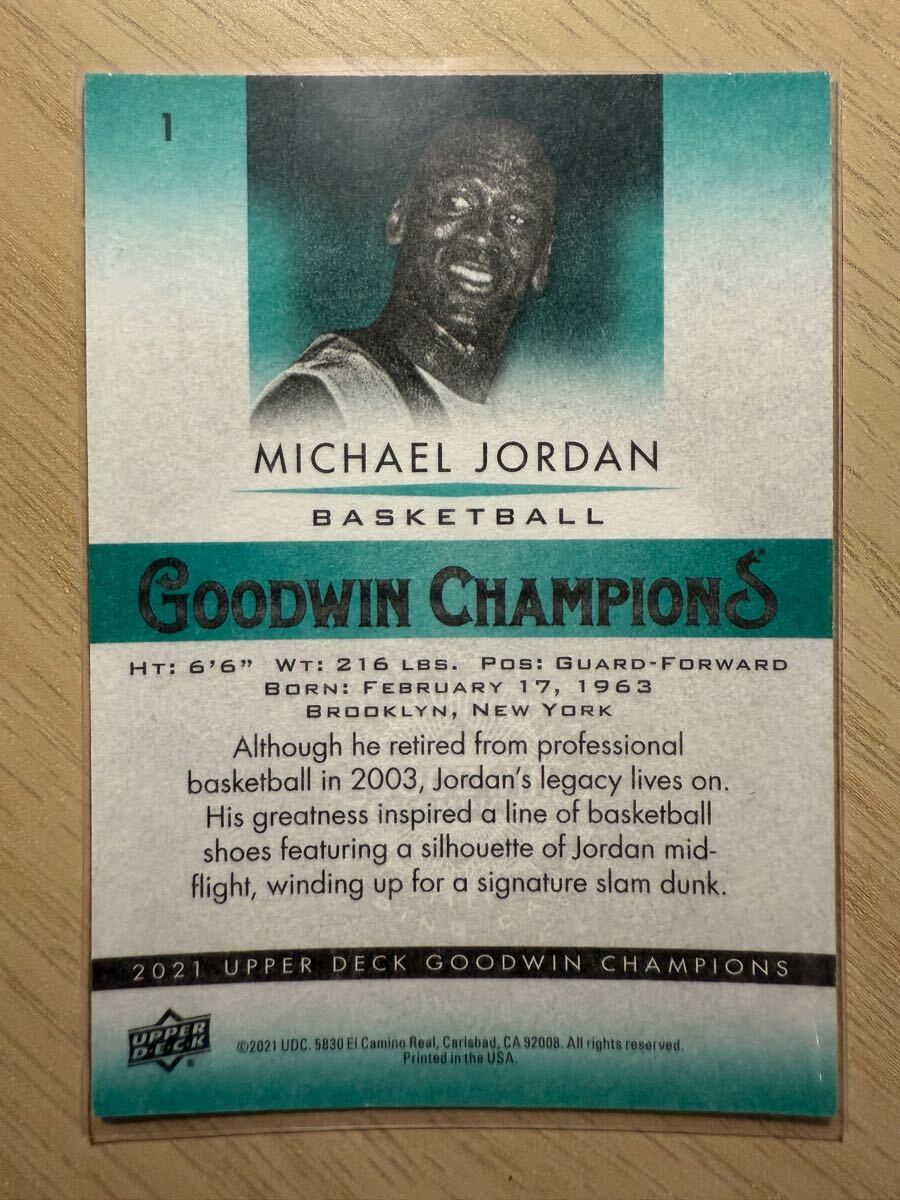 1
MICHAEL JORDAN
BASKETBALL
GOODWIN CHAMPIONS®
HT: 6'6" WT: 216 LBS. POS: GUARD-FORWARD
BORN: FEBRUARY 17, 1963
BROOKLYN, NEW YORK
Although he retired from professional
basketball in 2003, Jordan's legacy lives on.
His greatness inspired a line of basketball
shoes featuring a silhouette of Jordan mid-
flight, winding up for a signature slam dunk.
2021 UPPER DECK GOODWIN CHAMPIONS
UPPER
DECK®
©2021 UDC. 5830 El Camino Real, Carlsbad, CA 92008. All rights reserved.
Printed in the USA.